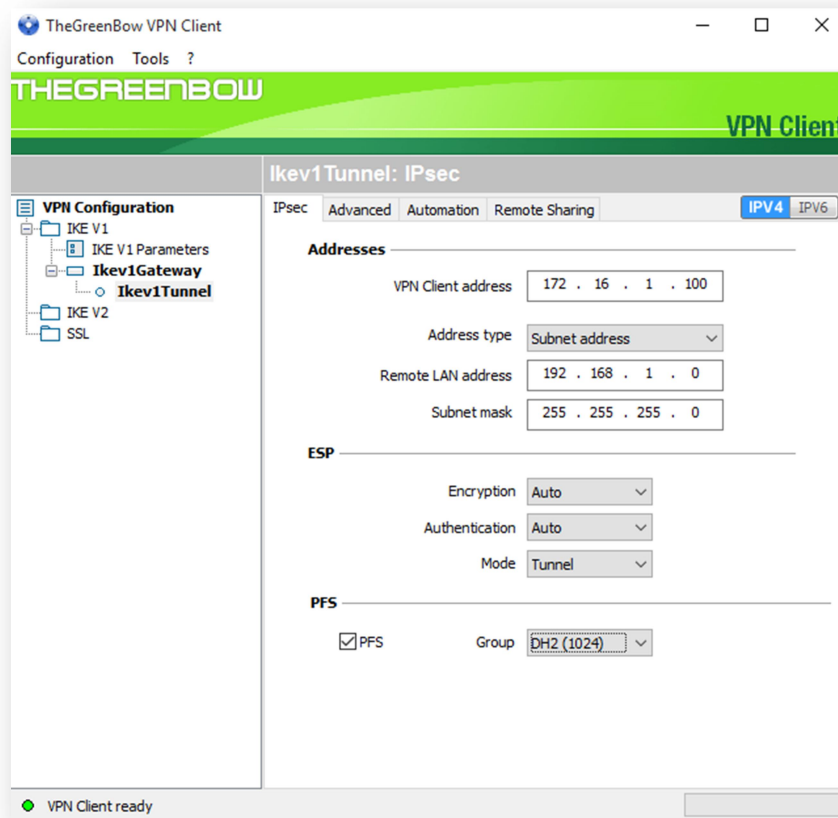 TheGreenBow VPN Client
Configuration Tools ?
THEGREENBOW
VPN Client
Ikev1Tunnel: IPsec
VPN Configuration
IKE V1
IKE V1 Parameters
Ikev1Gateway
Ikev1Tunnel
IKE V2
SSL
IPsec Advanced Automation Remote Sharing IPV4 IPV6
Addresses
VPN Client address 172 . 16 . 1 . 100
Address type Subnet address
Remote LAN address 192 . 168 . 1 . 0
Subnet mask 255 . 255 . 255 . 0
ESP
Encryption Auto
Authentication Auto
Mode Tunnel
PFS
PFS Group DH2 (1024)
VPN Client ready